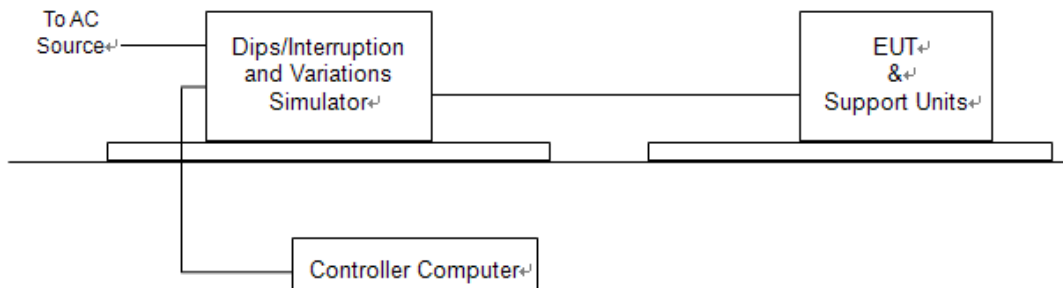 To AC
Source↵
Dips/Interruption
and Variations
Simulator↵
EUT↵
&↵
Support Units↵
Controller Computer↵